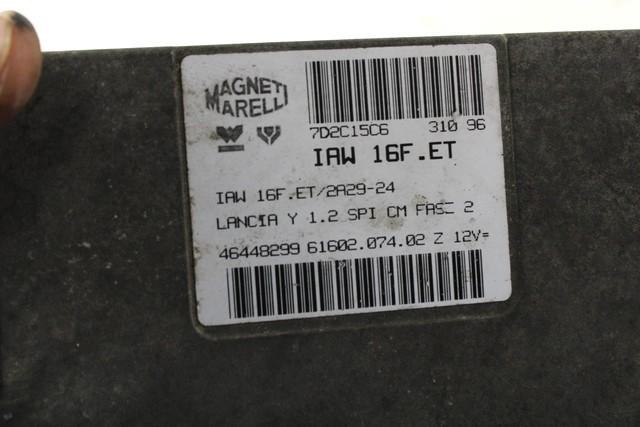 MAGNETI
MARELLI
7D2C15C6 310 96
IAW 16F.ET
IAW 16F.ET/2A29-24
LANCIA Y 1.2 SPI CM FASE 2
46448299 61602.074.02 Z 12V=